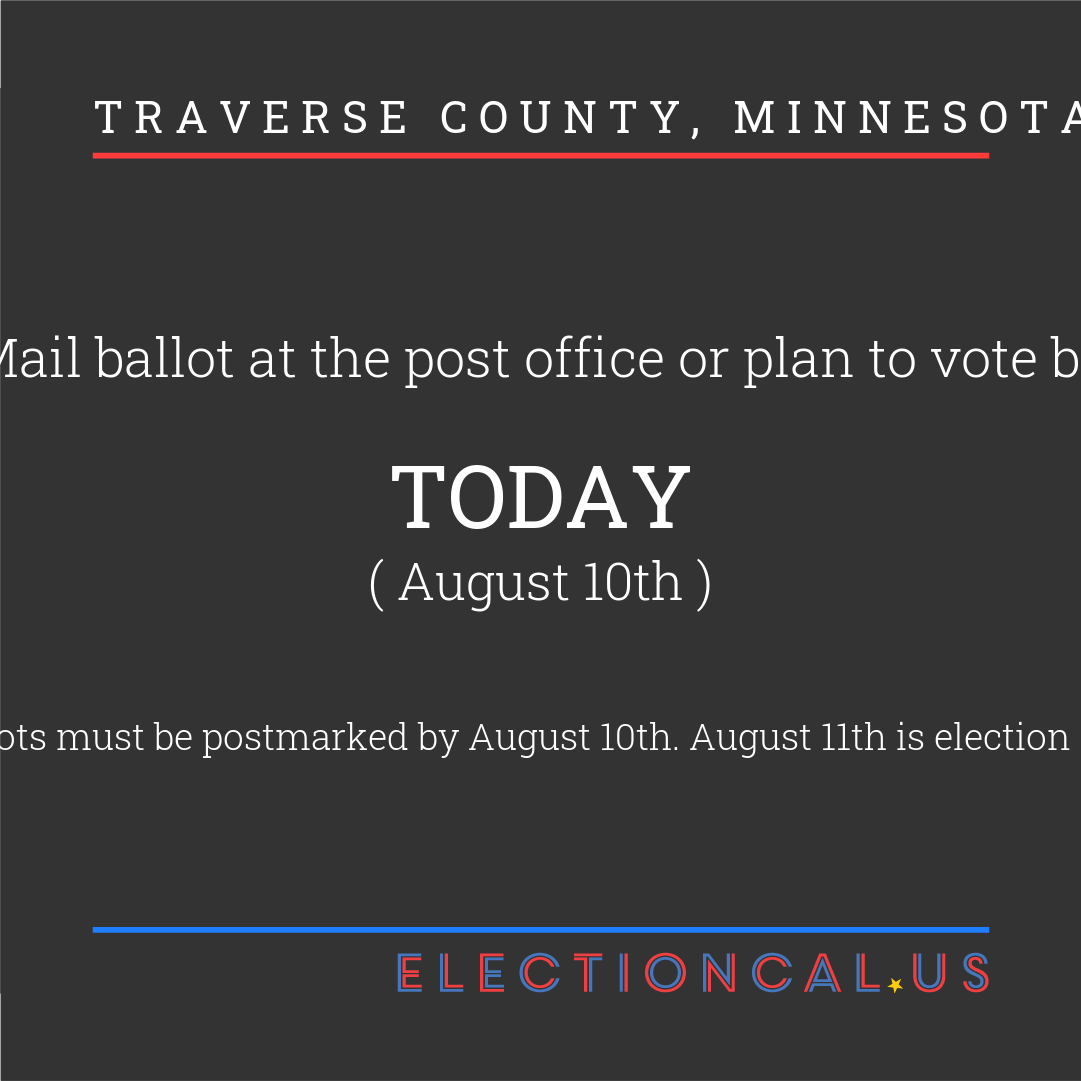 TRAVERSE COUNTY, MINNESOTA
Mail ballot at the post office or plan to vote b
TODAY
( August 10th )
ots must be postmarked by August 10th. August 11th is election
ELECTIONCAL.US